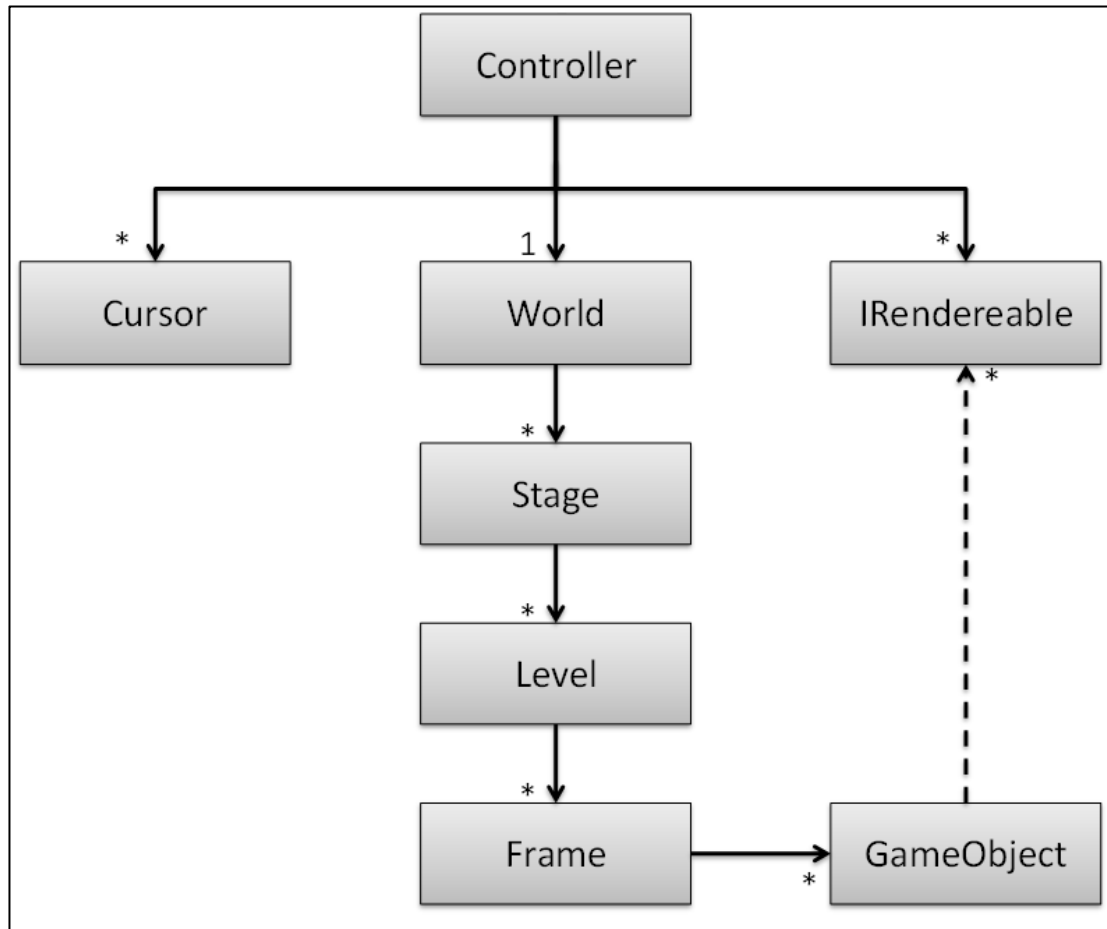 Controller
* 1 *
Cursor World IRendereable
*
*
Stage
*
Level
*
Frame GameObject
*